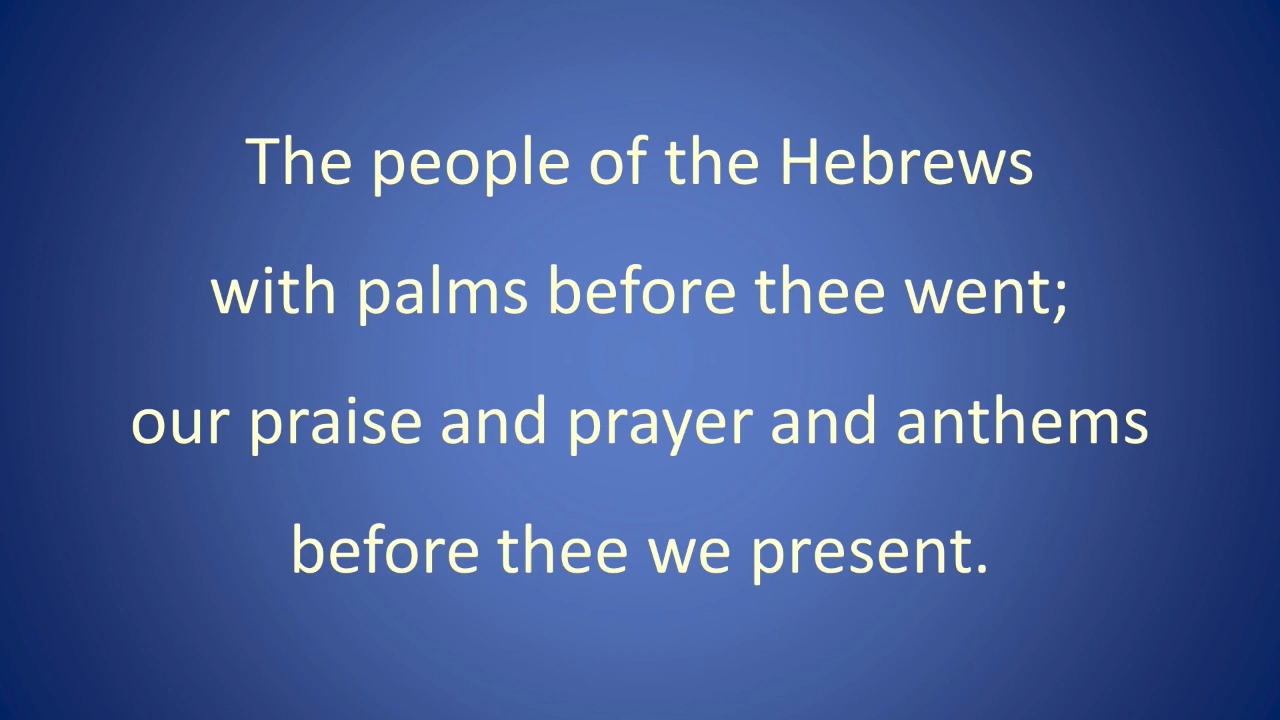 The people of the Hebrews
with palms before thee went;
our praise and prayer and anthems
before thee we present.